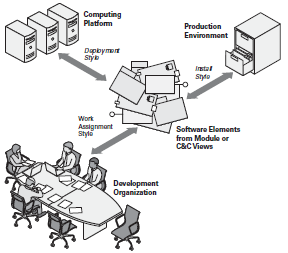 Computing
Platform
Production
Environment
Deployment
Style
Install
Style
Work
Assignment
Style
Software Elements
from Module or
C&C Views
Development
Organization